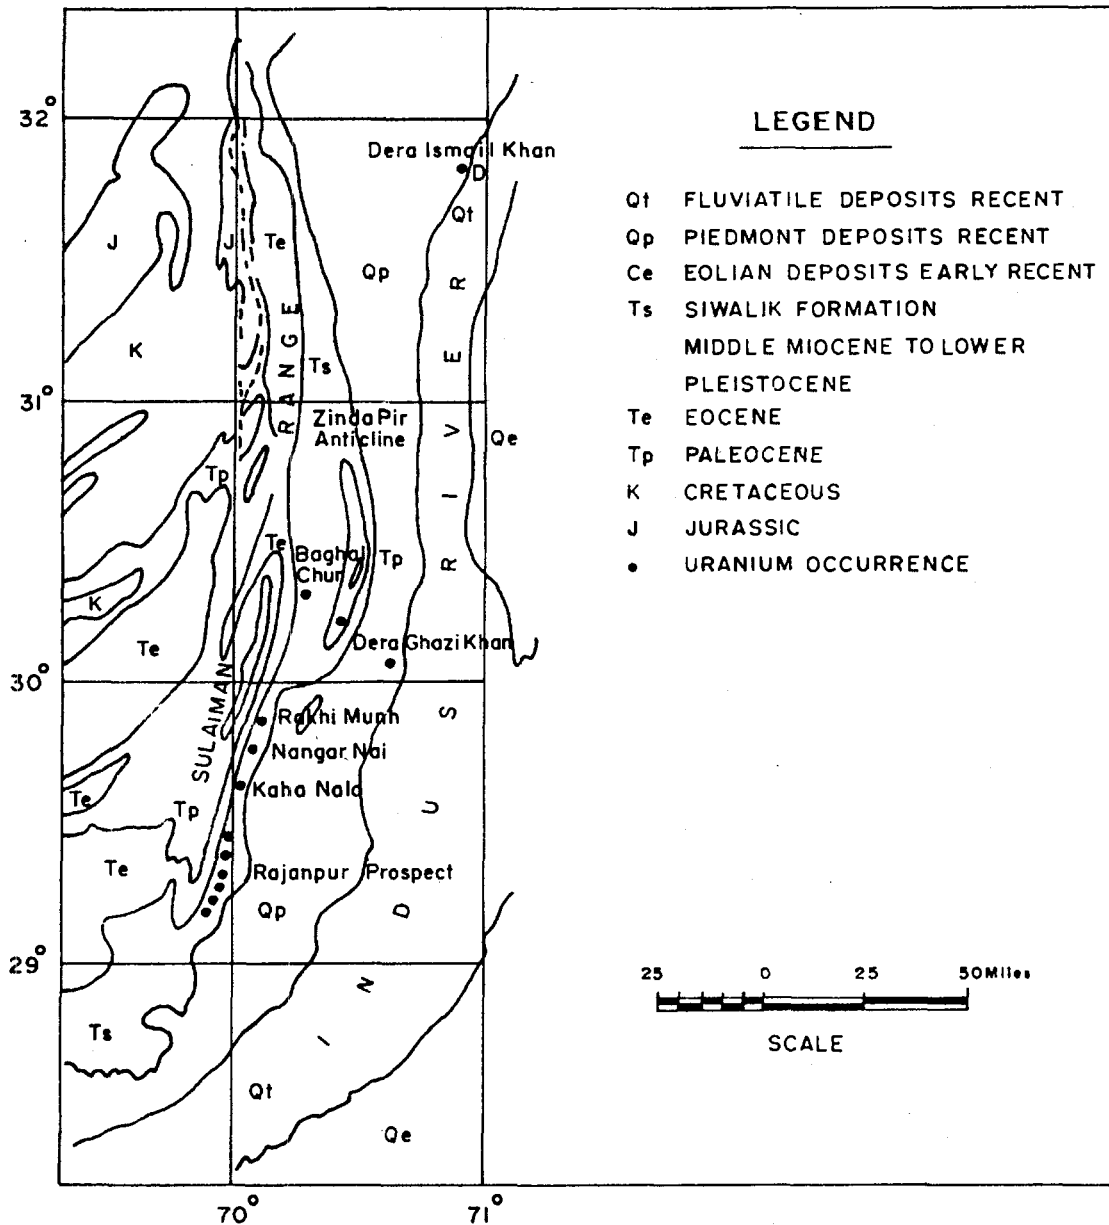 32°
Dera Ismail Khan
D
Qt
J
J
Te
Qp
K
RANGE
Ts
31°
Zinda Pir
Anticline
Qe
Tp
Te
Baghal
Chur
Tp
K
Dera Ghazi Khan
Te
30°
SULAIMAN
Rakhi Munh
Nangar Nai
Kaha Nala
Te
Tp
Te
Rajanpur Prospect
Qp
29°
Ts
Qt
Qe
INDUS RIVER
70°
71°
LEGEND
Qt FLUVIATILE DEPOSITS RECENT
Qp PIEDMONT DEPOSITS RECENT
Ce EOLIAN DEPOSITS EARLY RECENT
Ts SIWALIK FORMATION
MIDDLE MIOCENE TO LOWER
PLEISTOCENE
Te EOCENE
Tp PALEOCENE
K CRETACEOUS
J JURASSIC
• URANIUM OCCURRENCE
25 0 25 50 Miles
SCALE